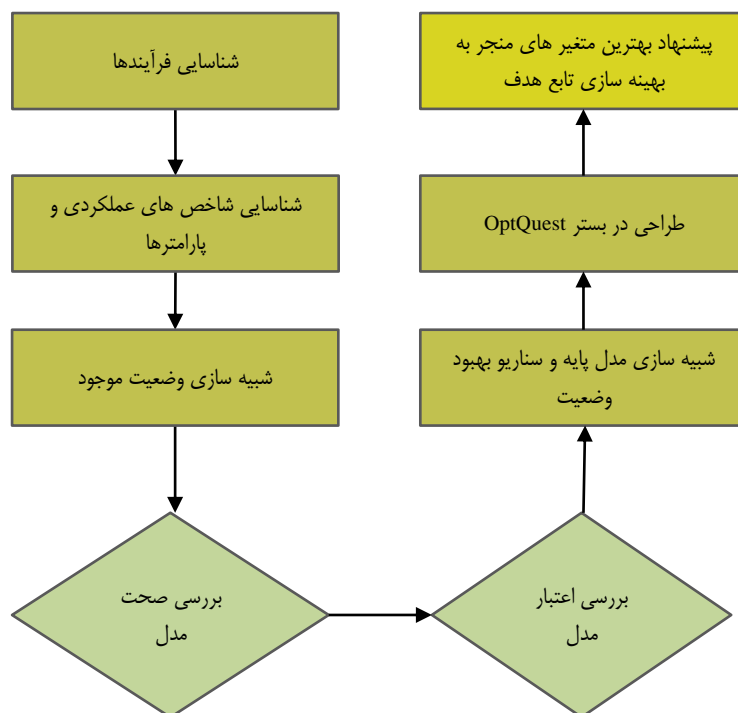 شناسایی فرآیندها
شناسایی شاخص های عملکردی و
پارامترها
شبیه سازی وضعیت موجود
بررسی صحت
مدل
بررسی اعتبار
مدل
شبیه سازی مدل پایه و سناریو بهبود
وضعیت
طراحی در بستر OptQuest
پیشنهاد بهترین متغیر های منجر به
بهینه سازی تابع هدف